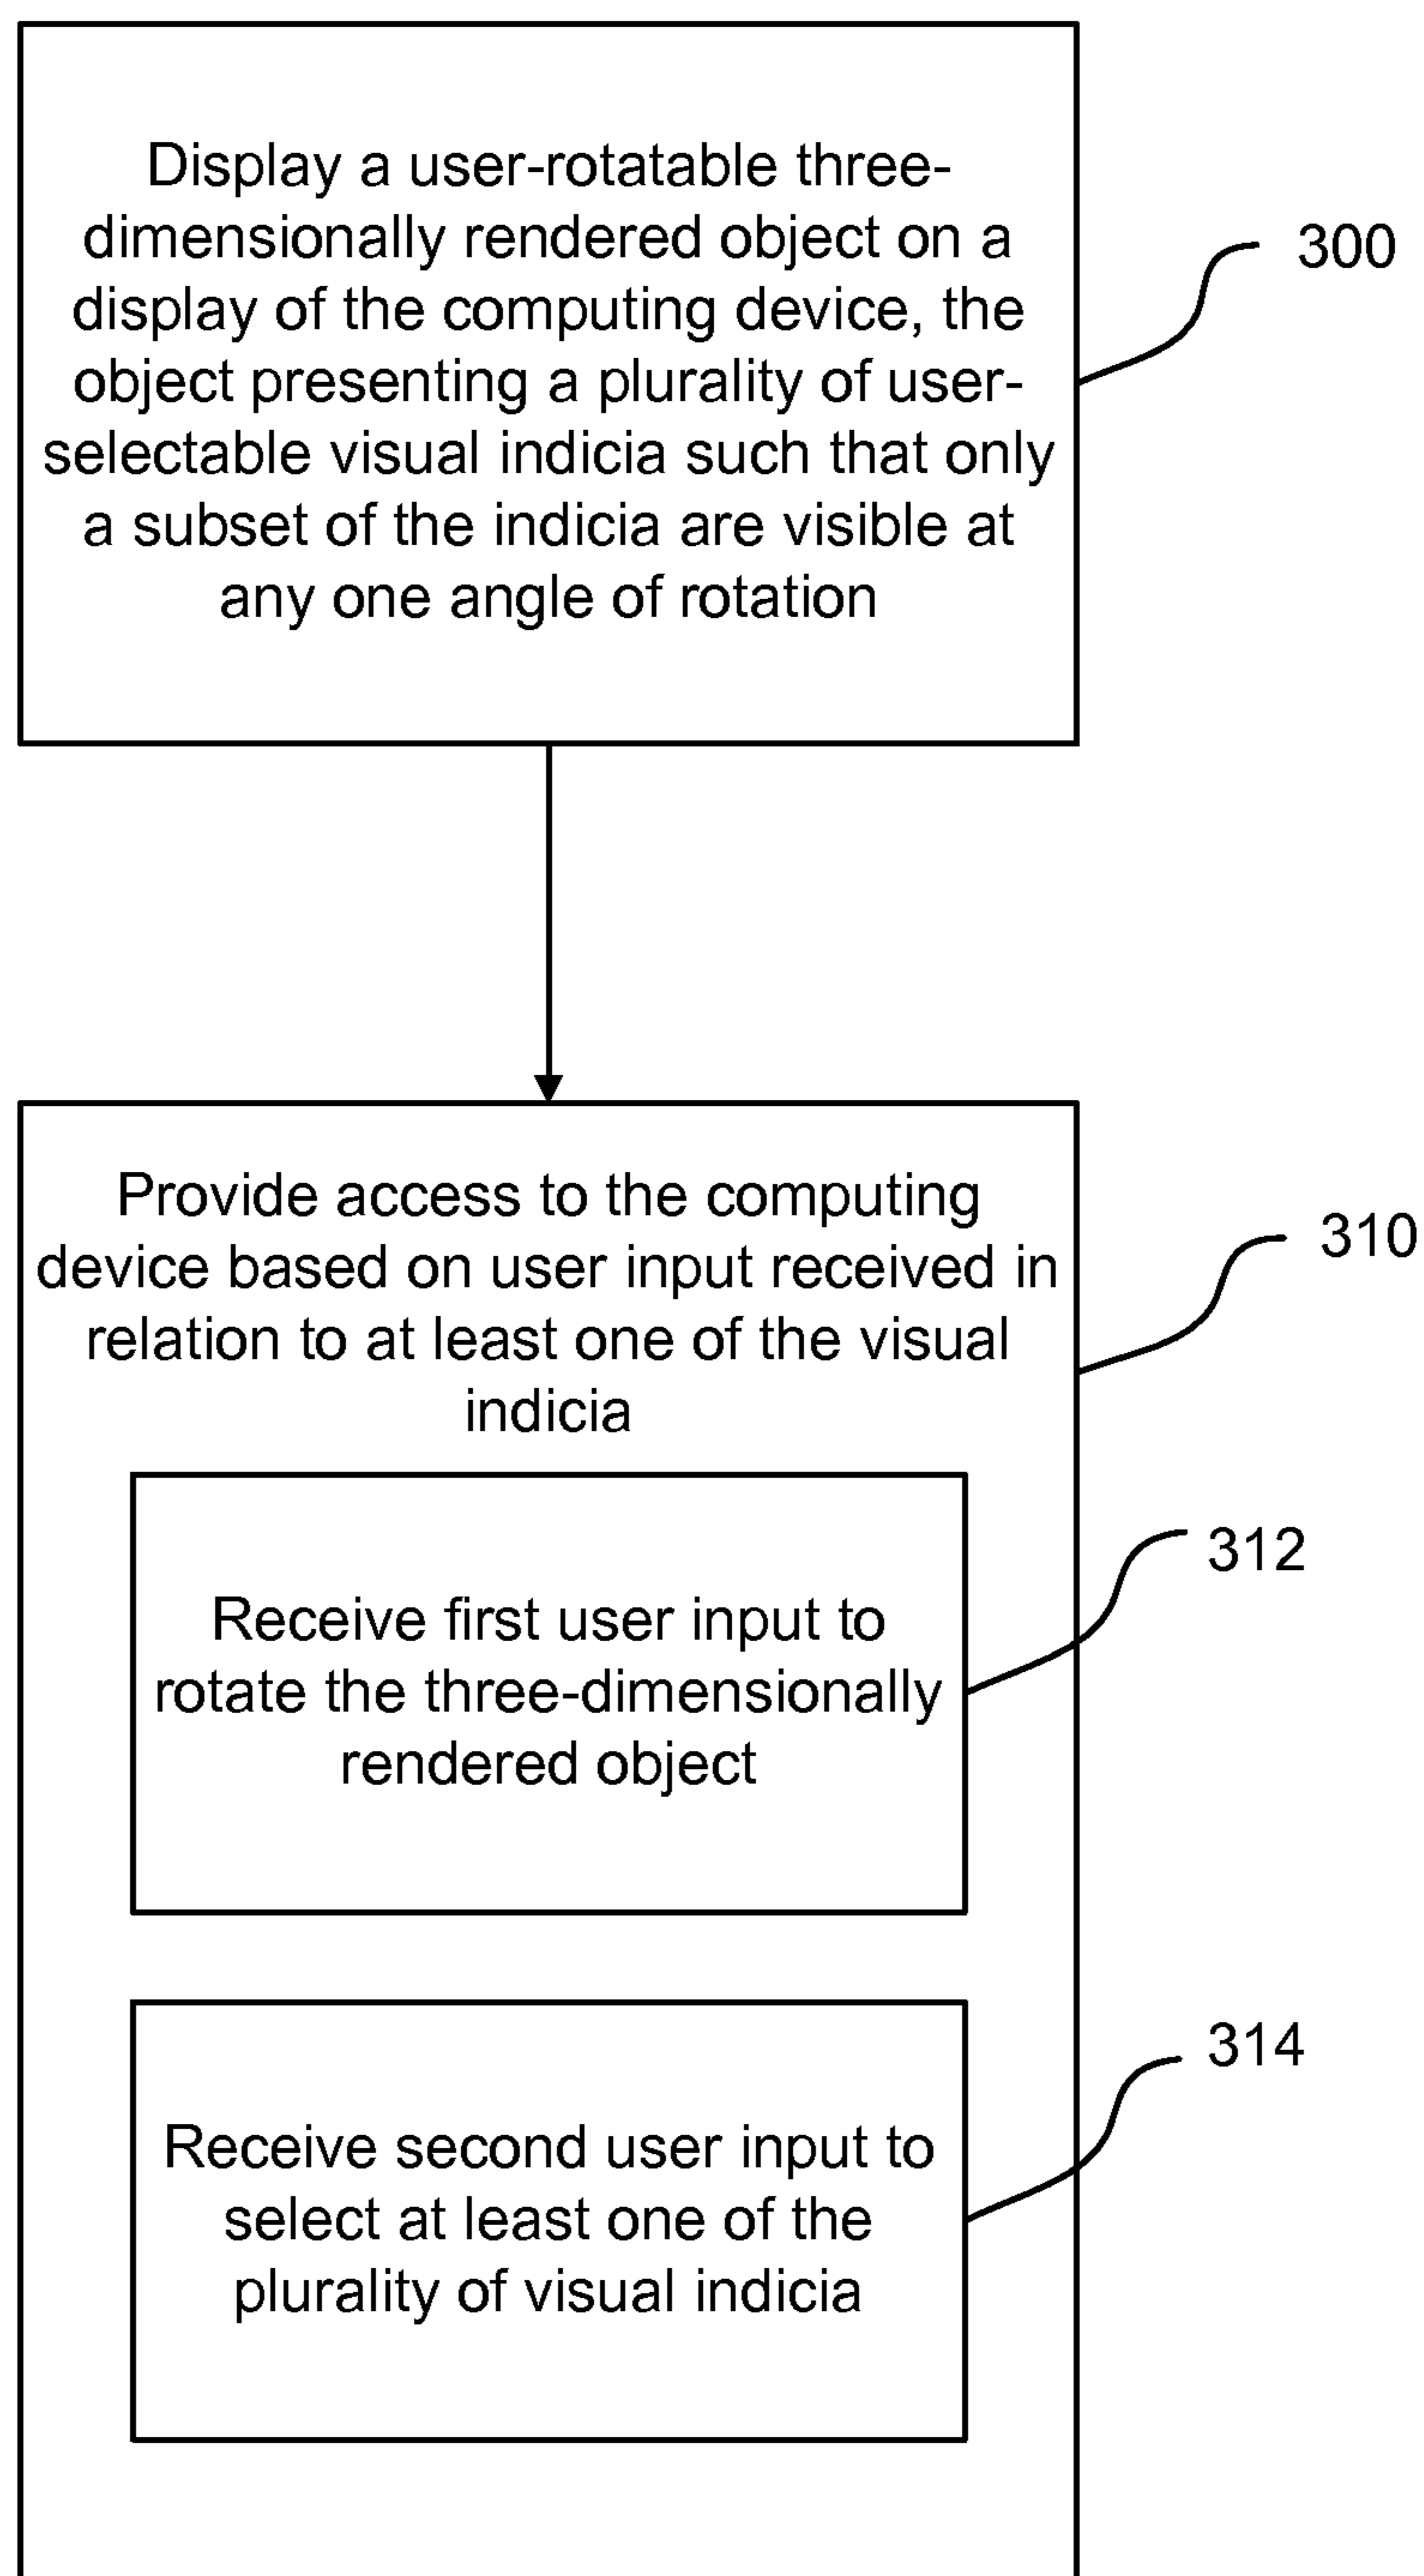 Display a user-rotatable three-
dimensionally rendered object on a
display of the computing device, the
object presenting a plurality of user-
selectable visual indicia such that only
a subset of the indicia are visible at
any one angle of rotation
300
Provide access to the computing
device based on user input received in
relation to at least one of the visual
indicia
310
Receive first user input to
rotate the three-dimensionally
rendered object
312
Receive second user input to
select at least one of the
plurality of visual indicia
314